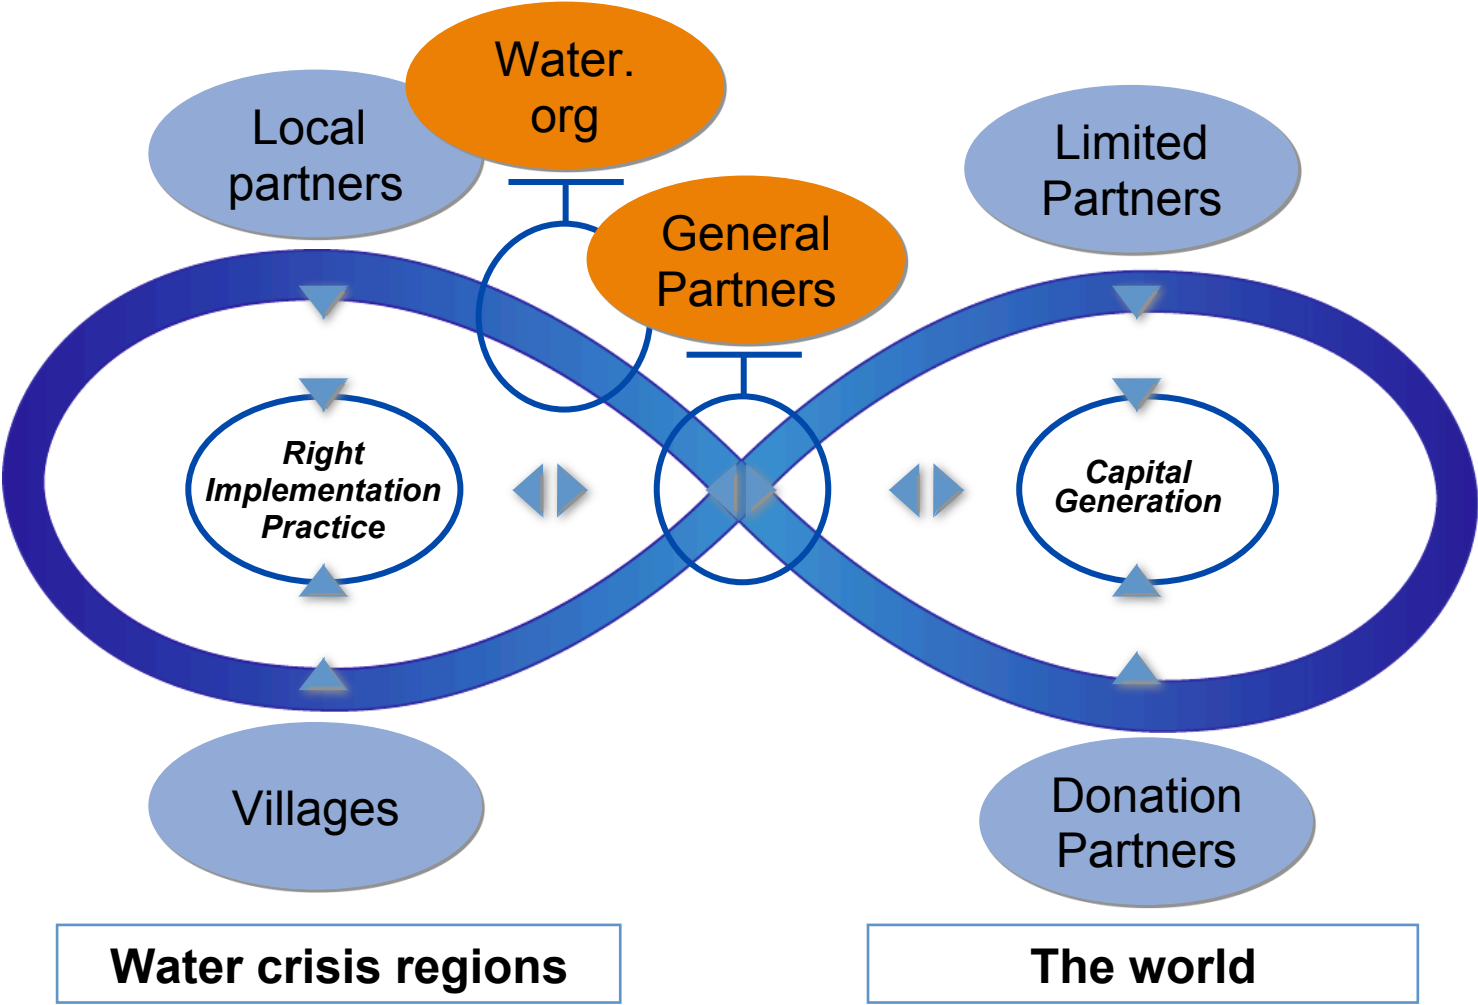 Water.
org
Local
partners
Limited
Partners
General
Partners
Right
Implementation
Practice
Capital
Generation
Villages
Donation
Partners
Water crisis regions
The world